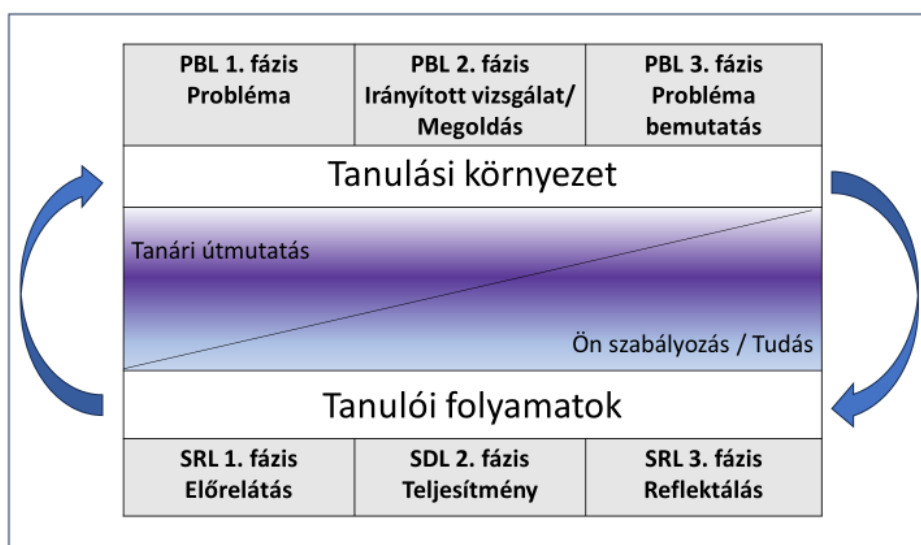 PBL 1. fázis
Probléma
PBL 2. fázis
Irányított vizsgálat/
Megoldás
PBL 3. fázis
Probléma
bemutatás
Tanulási környezet
Tanári útmutatás
Ön szabályozás / Tudás
Tanulói folyamatok
SRL 1. fázis
Előrelátás
SDL 2. fázis
Teljesítmény
SRL 3. fázis
Reflektálás